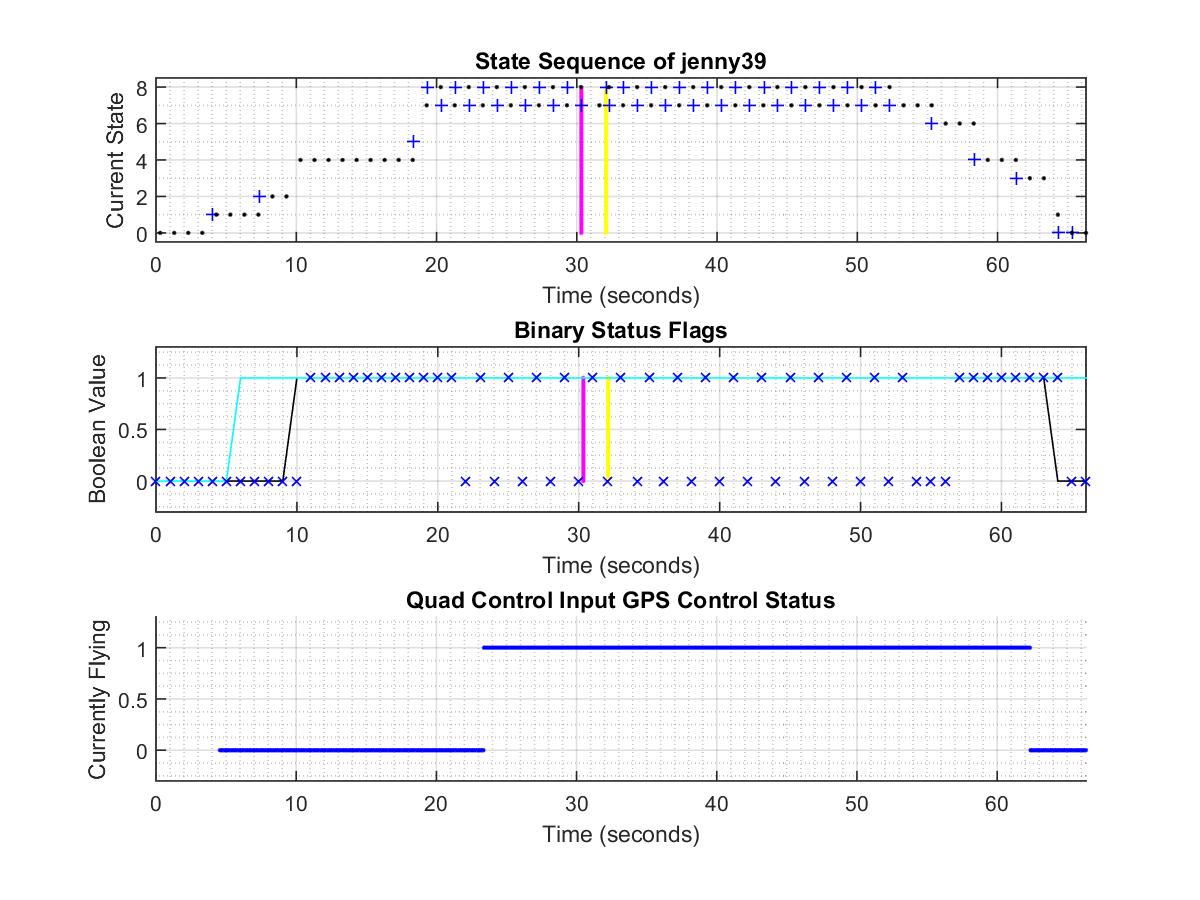 State Sequence of jenny39
Current State
8
6
4
2
0
0 10 20 30 40 50 60
Time (seconds)
Binary Status Flags
Boolean Value
1
0.5
0
0 10 20 30 40 50 60
Time (seconds)
Quad Control Input GPS Control Status
Currently Flying
1
0.5
0
0 10 20 30 40 50 60
Time (seconds)